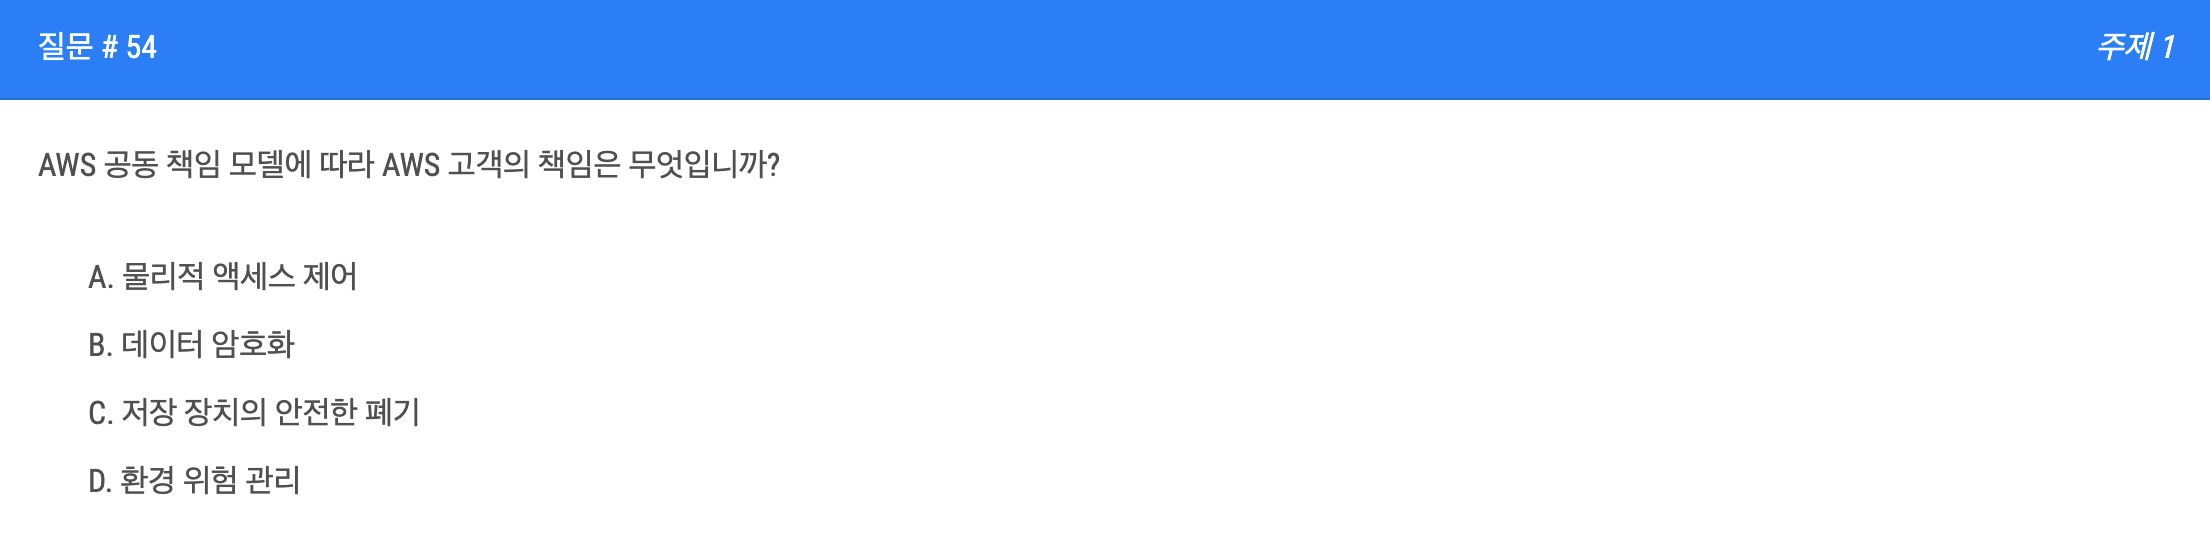 질문 # 54
주제 1
AWS 공동 책임 모델에 따라 AWS 고객의 책임은 무엇입니까?
A. 물리적 액세스 제어
B. 데이터 암호화
C. 저장 장치의 안전한 폐기
D. 환경 위험 관리